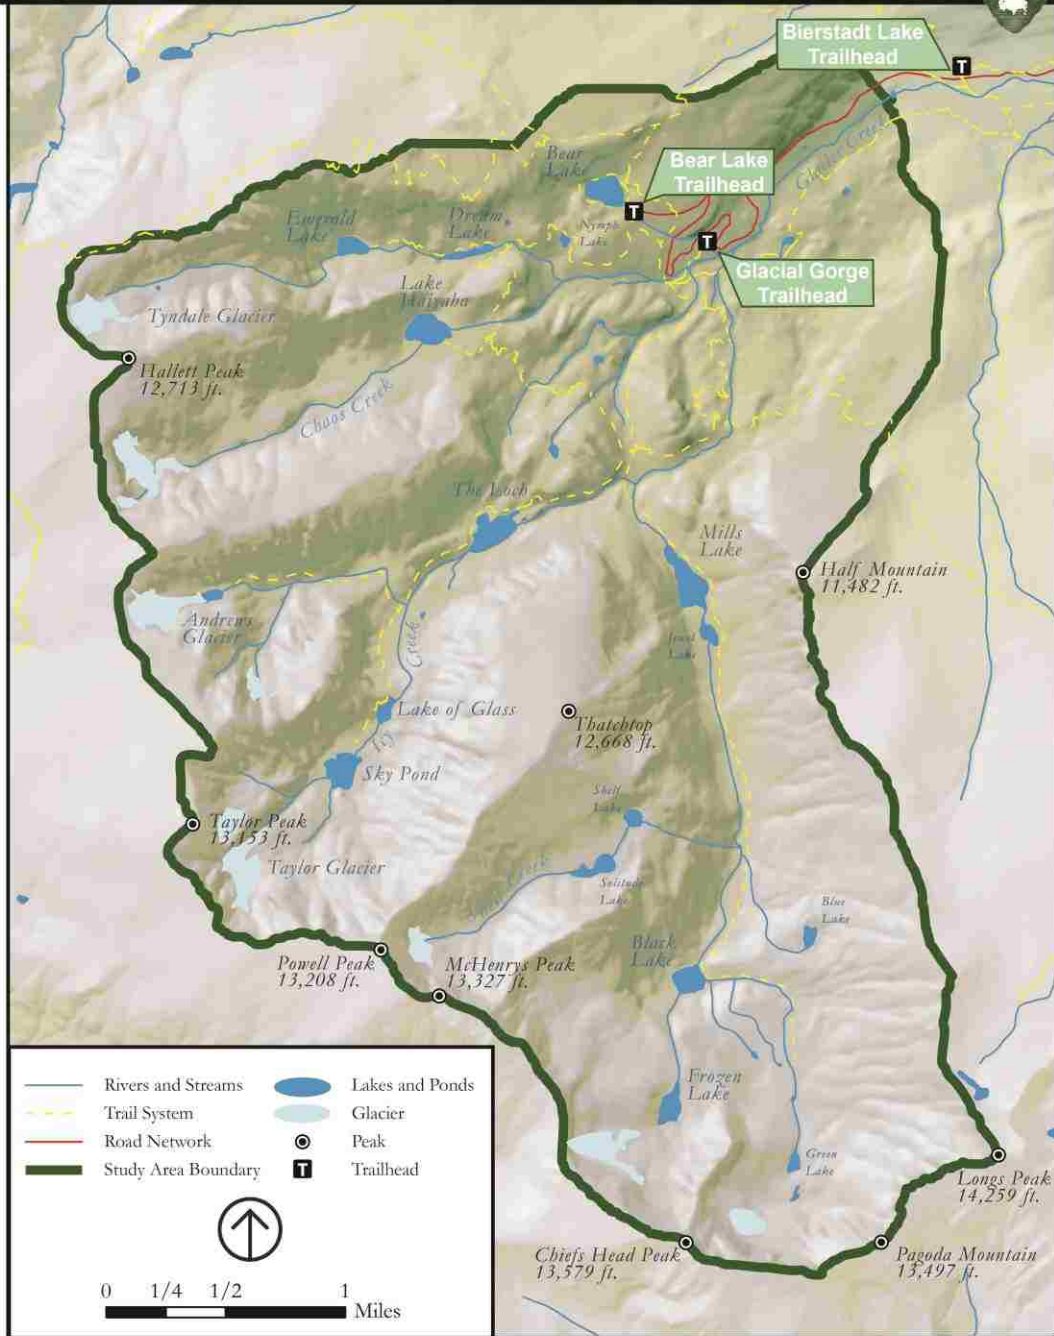 Bierstadt Lake
Trailhead
T
Bear
Lake
Bear Lake
Trailhead
T
Glacier Creek
Emerald
Lake
Dream
Lake
Nymph
Lake
T
Glacial Gorge
Trailhead
Lake
Haiyaha
Tyndale Glacier
Hallett Peak
12,713 ft.
Chaos Creek
The Loch
Mills
Lake
Half Mountain
11,482 ft.
Andrews
Glacier
Jewel
Lake
Icy
Creek
Lake of Glass
Thatchtop
12,668 ft.
Sky Pond
Shelf
Lake
Taylor Peak
13,153 ft.
Taylor Glacier
Creek
Solitude
Lake
Blue
Lake
Black
Lake
Powell Peak
13,208 ft.
McHenrys Peak
13,327 ft.
Frozen
Lake
Green
Lake
Longs Peak
14,259 ft.
Chiefs Head Peak
13,579 ft.
Pagoda Mountain
13,497 ft.
Rivers and Streams
Lakes and Ponds
Trail System
Glacier
Road Network
Peak
Study Area Boundary
T
Trailhead
0 1/4 1/2 1
Miles